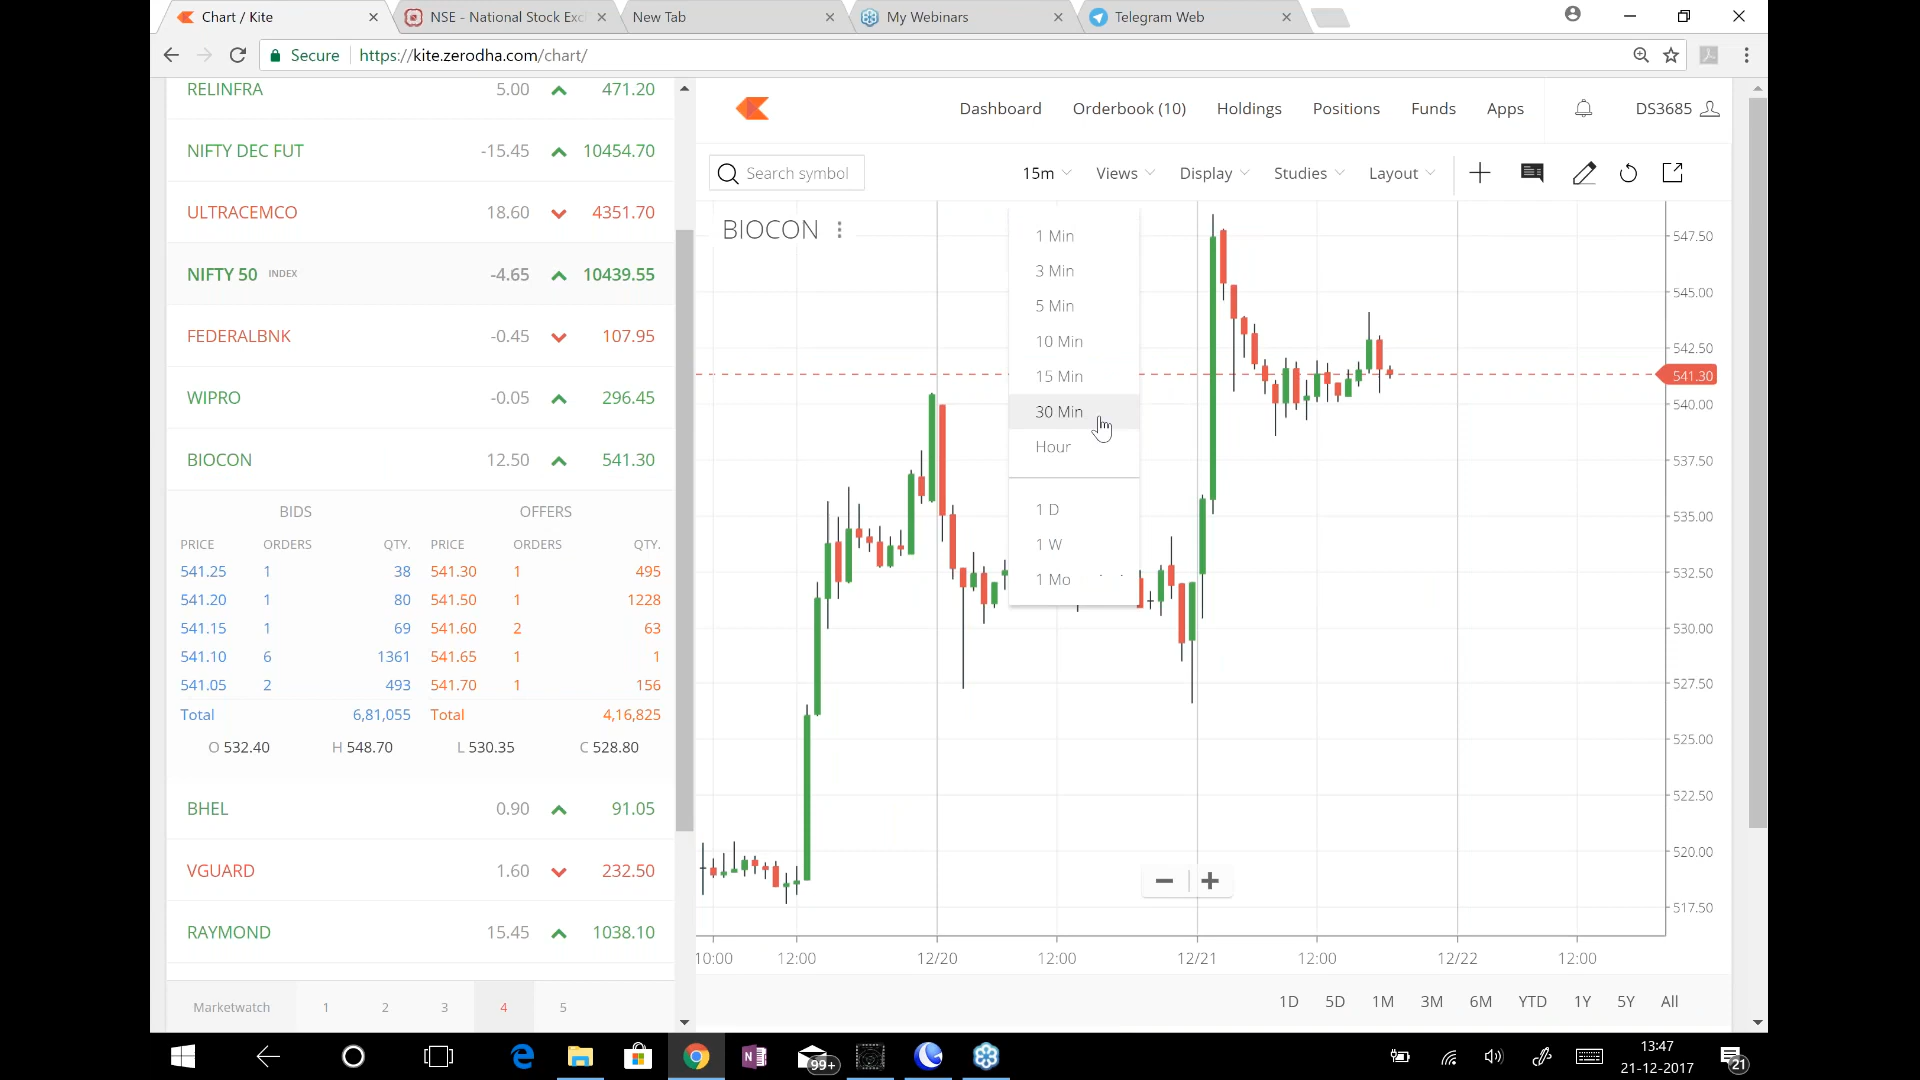 Chart / Kite
NSE - National Stock Exc
New Tab
My Webinars
Telegram Web
Secure https://kite.zerodha.com/chart/
RELINFRA 5.00 471.20
NIFTY DEC FUT -15.45 10454.70
ULTRACEMCO 18.60 4351.70
NIFTY 50 INDEX -4.65 10439.55
FEDERALBNK -0.45 107.95
WIPRO -0.05 296.45
BIOCON 12.50 541.30
BIDS OFFERS
PRICE ORDERS QTY. PRICE ORDERS QTY.
541.25 1 38 541.30 1 495
541.20 1 80 541.50 1 1228
541.15 1 69 541.60 2 63
541.10 6 1361 541.65 1 1
541.05 2 493 541.70 1 156
Total 6,81,055 Total 4,16,825
O 532.40 H 548.70 L 530.35 C 528.80
BHEL 0.90 91.05
VGUARD 1.60 232.50
RAYMOND 15.45 1038.10
Marketwatch 1 2 3 4 5
Dashboard Orderbook (10) Holdings Positions Funds Apps DS3685
Search symbol 15m Views Display Studies Layout
BIOCON
1 Min
3 Min
5 Min
10 Min
15 Min
30 Min
Hour
1 D
1 W
1 Mo
547.50
545.00
542.50
541.30
540.00
537.50
535.00
532.50
530.00
527.50
525.00
522.50
520.00
517.50
10:00 12:00 12/20 12:00 12/21 12:00 12/22 12:00
1D 5D 1M 3M 6M YTD 1Y 5Y All
99+
13:47
21-12-2017
21